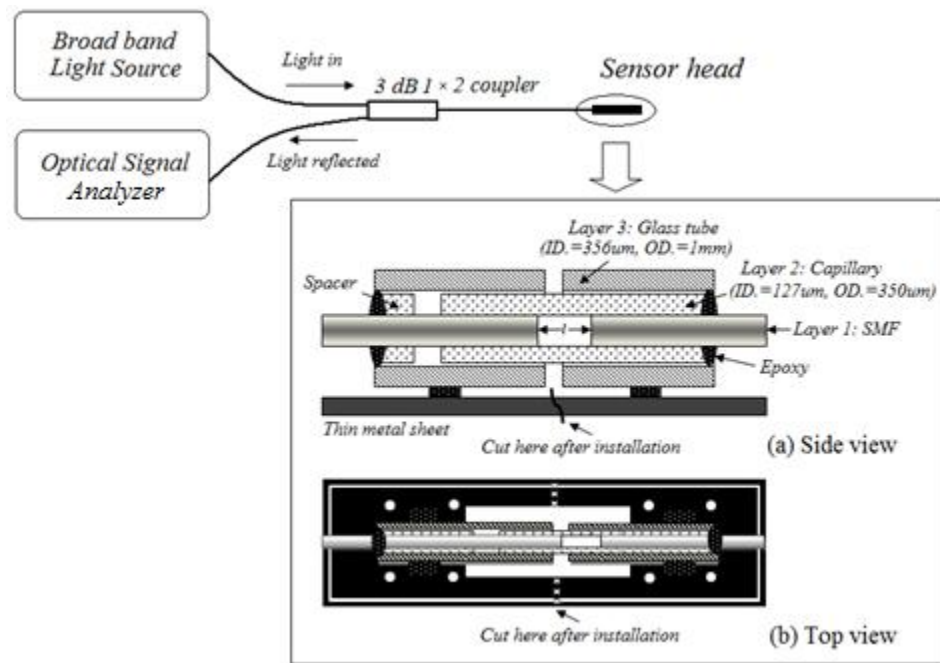 Broad band
Light Source
Light in
3 dB 1 × 2 coupler
Sensor head
Optical Signal
Analyzer
Light reflected
Layer 3: Glass tube
(ID.=356um, OD.=1mm)
Spacer
Layer 2: Capillary
(ID.=127um, OD.=350um)
l
Layer 1: SMF
Epoxy
Thin metal sheet
Cut here after installation
(a) Side view
Cut here after installation
(b) Top view